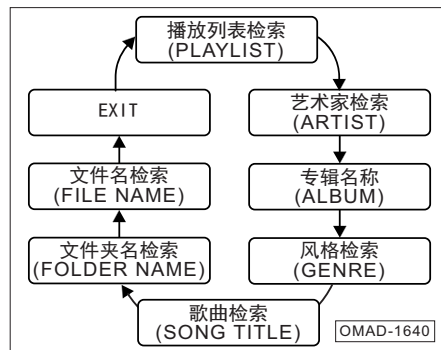 播放列表检索
(PLAYLIST)
艺术家检索
(ARTIST)
专辑名称
(ALBUM)
风格检索
(GENRE)
歌曲检索
(SONG TITLE)
文件夹名检索
(FOLDER NAME)
文件名检索
(FILE NAME)
EXIT
OMAD-1640